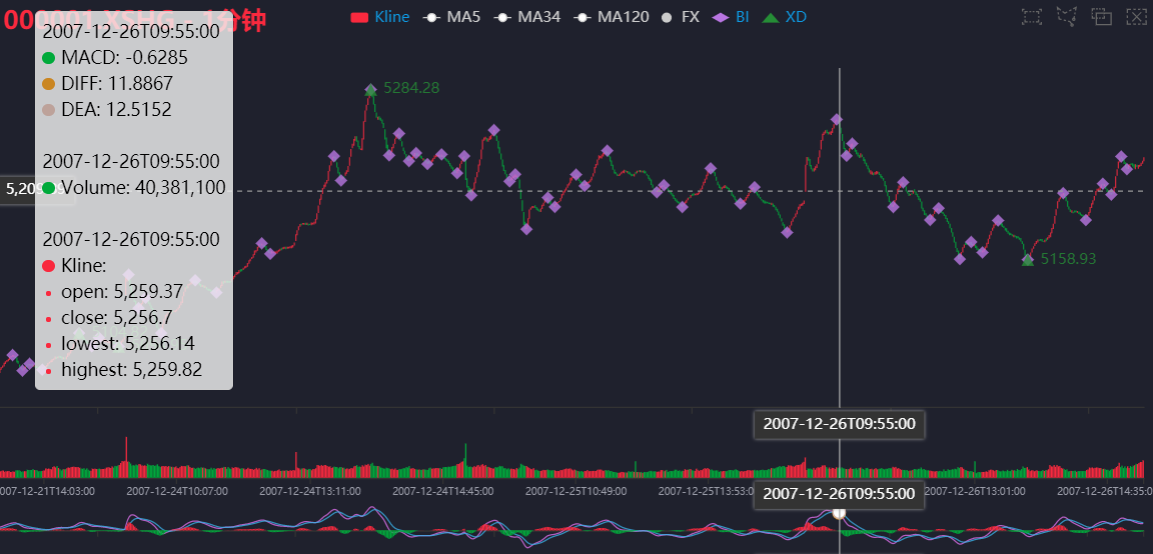 000001.XSHG - 1分钟
Kline MA5 MA34 MA120 FX BI XD
2007-12-26T09:55:00
MACD: -0.6285
DIFF: 11.8867
DEA: 12.5152
2007-12-26T09:55:00
Volume: 40,381,100
2007-12-26T09:55:00
Kline:
open: 5,259.37
close: 5,256.7
lowest: 5,256.14
highest: 5,259.82
5284.28
5158.93
2007-12-26T09:55:00
007-12-21T14:03:00 2007-12-24T10:07:00 2007-12-24T13:11:00 2007-12-24T14:45:00 2007-12-25T10:49:00 2007-12-25T13:53:0 2007-12-26T13:01:00 2007-12-26T14:35:0
2007-12-26T09:55:00